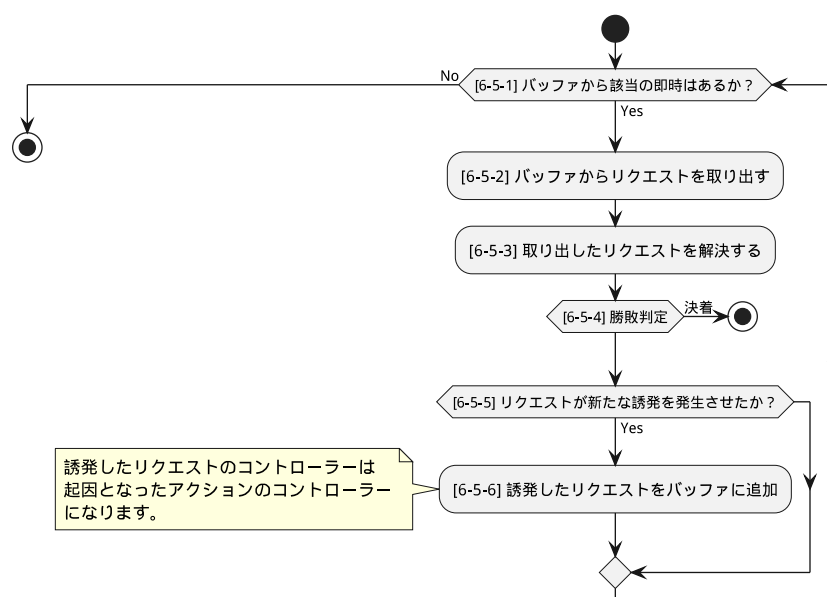 No
[6-5-1] バッファから該当の即時はあるか？
Yes
[6-5-2] バッファからリクエストを取り出す
[6-5-3] 取り出したリクエストを解決する
[6-5-4] 勝敗判定
決着
[6-5-5] リクエストが新たな誘発を発生させたか？
Yes
誘発したリクエストのコントローラーは
起因となったアクションのコントローラー
になります。
[6-5-6] 誘発したリクエストをバッファに追加